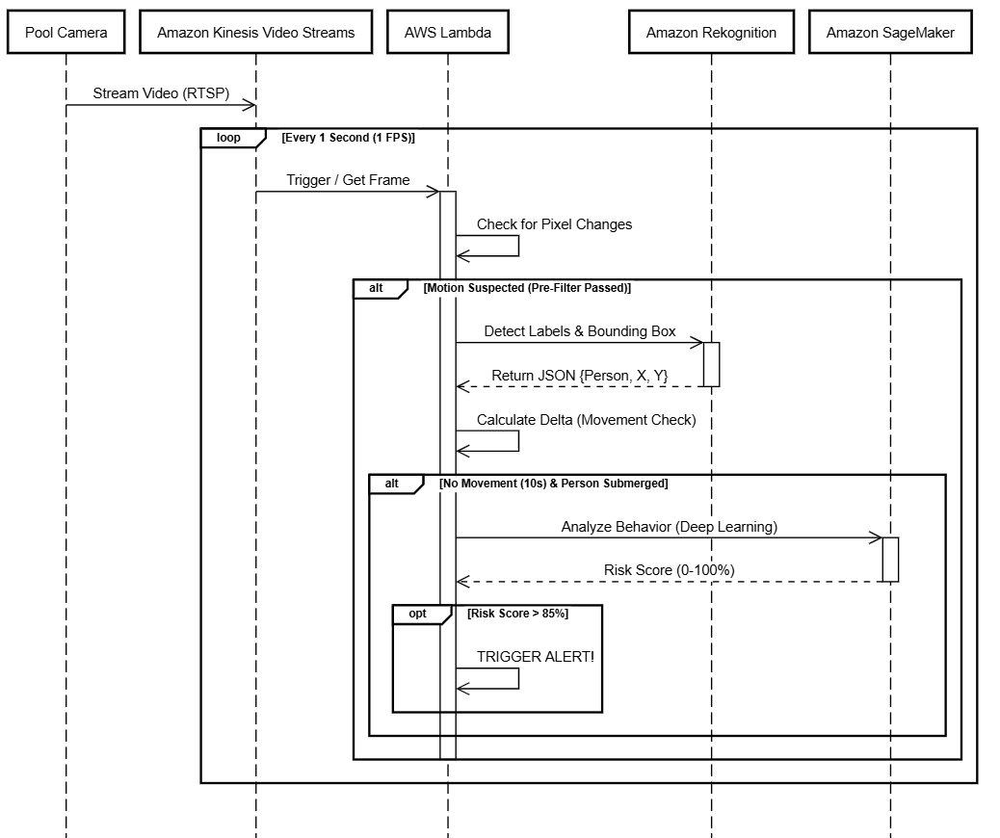 Pool Camera
Amazon Kinesis Video Streams
AWS Lambda
Amazon Rekognition
Amazon SageMaker
Stream Video (RTSP)
loop
[Every 1 Second (1 FPS)]
Trigger / Get Frame
Check for Pixel Changes
alt
[Motion Suspected (Pre-Filter Passed)]
Detect Labels & Bounding Box
Return JSON {Person, X, Y}
Calculate Delta (Movement Check)
alt
[No Movement (10s) & Person Submerged]
Analyze Behavior (Deep Learning)
Risk Score (0-100%)
opt
[Risk Score > 85%]
TRIGGER ALERT!